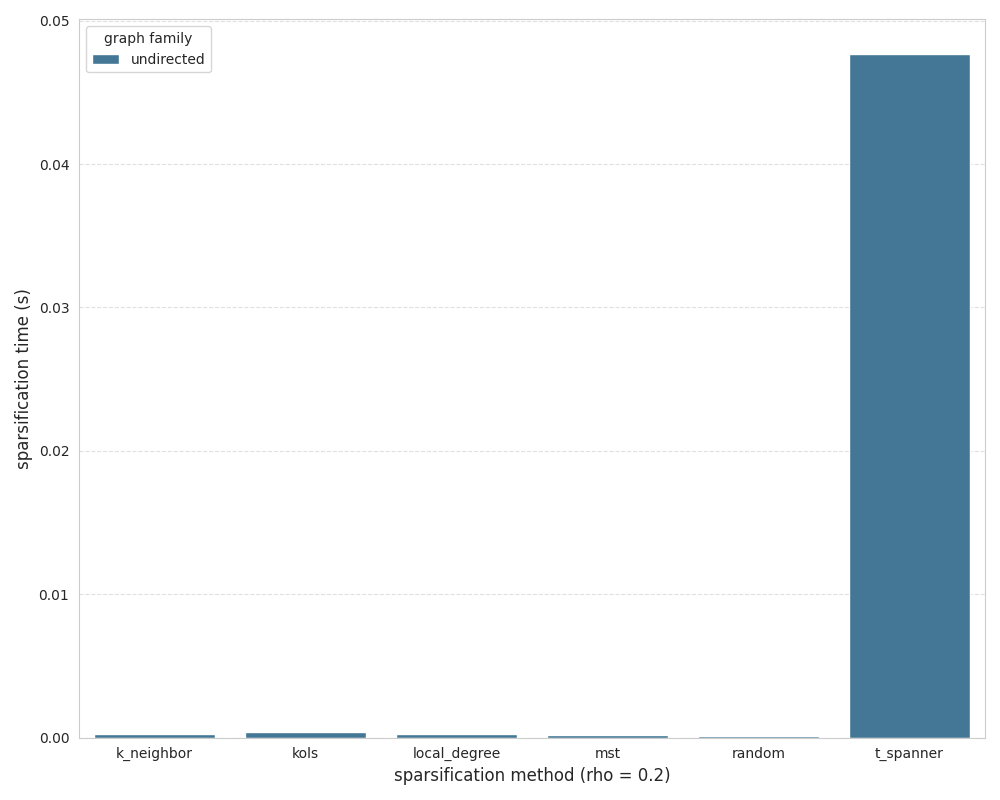 graph family
undirected
0.05
0.04
0.03
0.02
0.01
0.00
sparsification time (s)
k_neighbor kols local_degree mst random t_spanner
sparsification method (rho = 0.2)